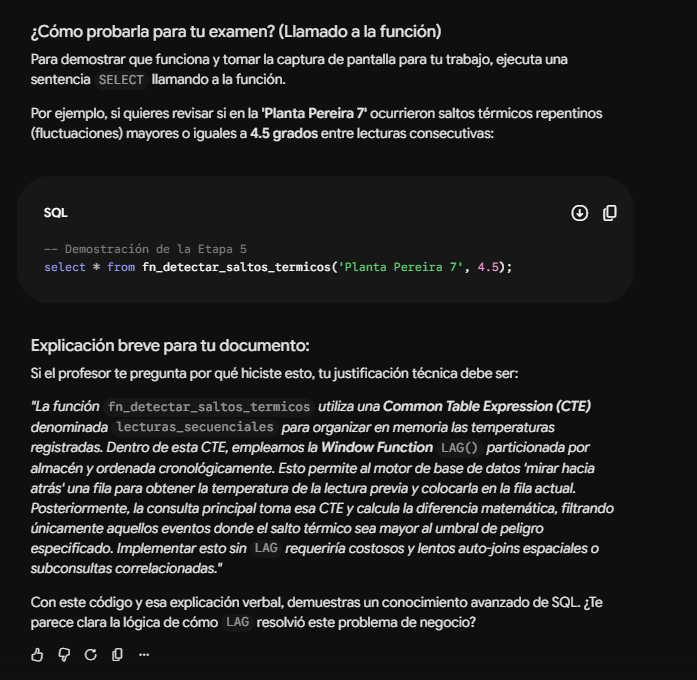 ¿Cómo probarla para tu examen? (Llamado a la función)
Para demostrar que funciona y tomar la captura de pantalla para tu trabajo, ejecuta una
sentencia SELECT llamando a la función.
Por ejemplo, si quieres revisar si en la 'Planta Pereira 7' ocurrieron saltos térmicos repentinos
(fluctuaciones) mayores o iguales a 4.5 grados entre lecturas consecutivas:
SQL
-- Demostración de la Etapa 5
select * from fn_detectar_saltos_termicos('Planta Pereira 7', 4.5);
Explicación breve para tu documento:
Si el profesor te pregunta por qué hiciste esto, tu justificación técnica debe ser:
"La función fn_detectar_saltos_termicos utiliza una Common Table Expression (CTE)
denominada lecturas_secuenciales para organizar en memoria las temperaturas
registradas. Dentro de esta CTE, empleamos la Window Function LAG() particionada por
almacén y ordenada cronológicamente. Esto permite al motor de base de datos 'mirar hacia
atrás' una fila para obtener la temperatura de la lectura previa y colocarla en la fila actual.
Posteriormente, la consulta principal toma esa CTE y calcula la diferencia matemática, filtrando
únicamente aquellos eventos donde el salto térmico sea mayor al umbral de peligro
especificado. Implementar esto sin LAG requeriría costosos y lentos auto-joins espaciales o
subconsultas correlacionadas."
Con este código y esa explicación verbal, demuestras un conocimiento avanzado de SQL. ¿Te
parece clara la lógica de cómo LAG resolvió este problema de negocio?